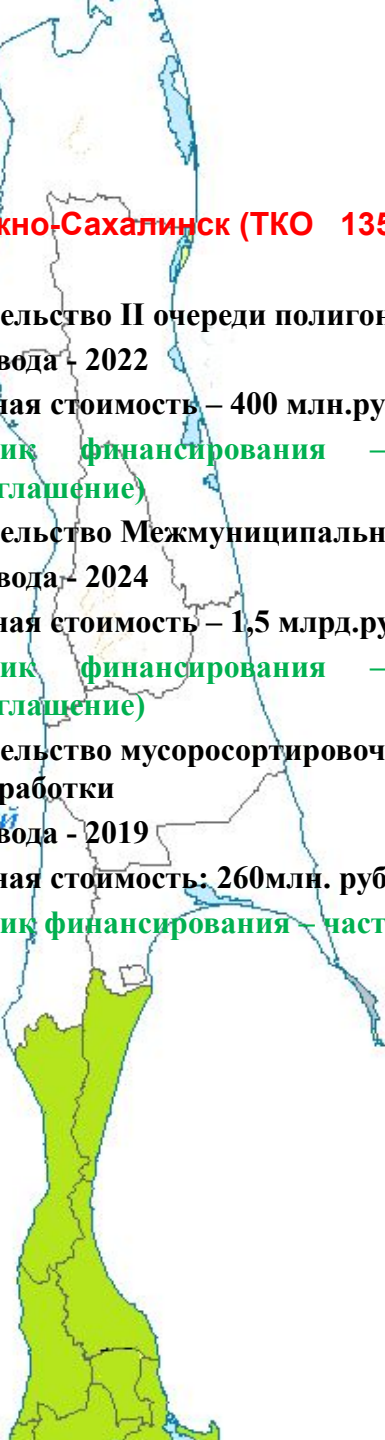 жно-Сахалинск (ТКО 135
ельство II очереди полигон
вода - 2022
ная стоимость – 400 млн.ру
ик финансирования –
глашение)
ельство Межмуниципальн
вода - 2024
ная стоимость – 1,5 млрд.ру
ик финансирования –
глашение)
ельство мусоросортировоч
работки
й
вода - 2019
ная стоимость: 260млн. руб
ик финансирования – част